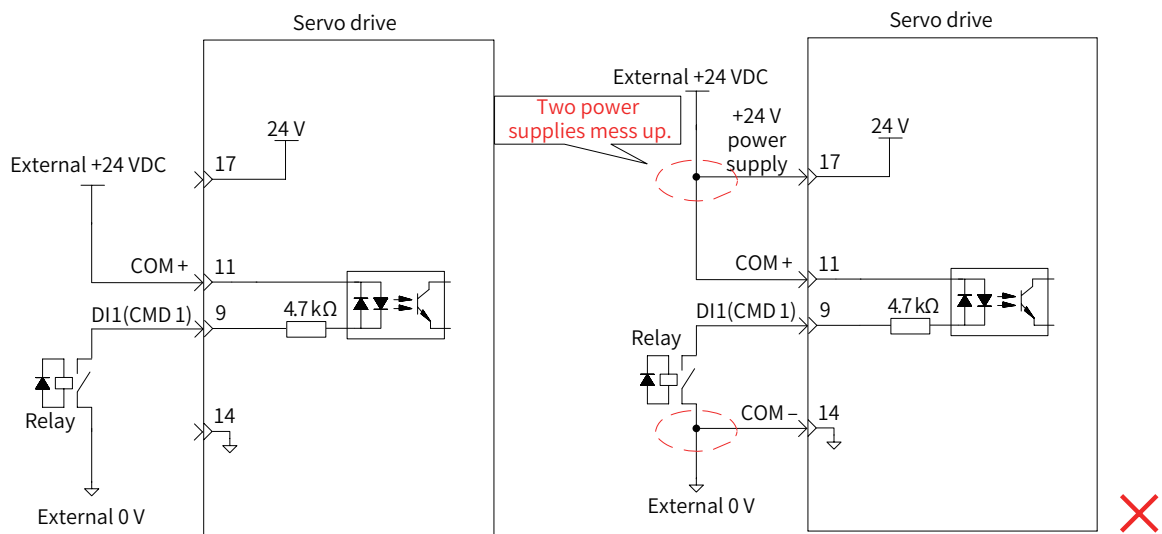 Servo drive
External +24 VDC
24 V
17
COM +
11
DI1(CMD 1)
9
4.7 kΩ
Relay
14
External 0 V
Servo drive
External +24 VDC
Two power
supplies mess up.
+24 V
power
supply
24 V
17
COM +
11
DI1(CMD 1)
9
4.7 kΩ
Relay
COM –
14
External 0 V